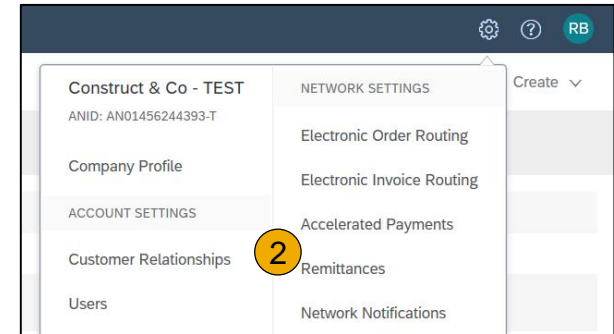 ?
RB
Create
Construct & Co - TEST
ANID: AN01456244393-T
Company Profile
ACCOUNT SETTINGS
Customer Relationships
Users
NETWORK SETTINGS
Electronic Order Routing
Electronic Invoice Routing
Accelerated Payments
2
Remittances
Network Notifications